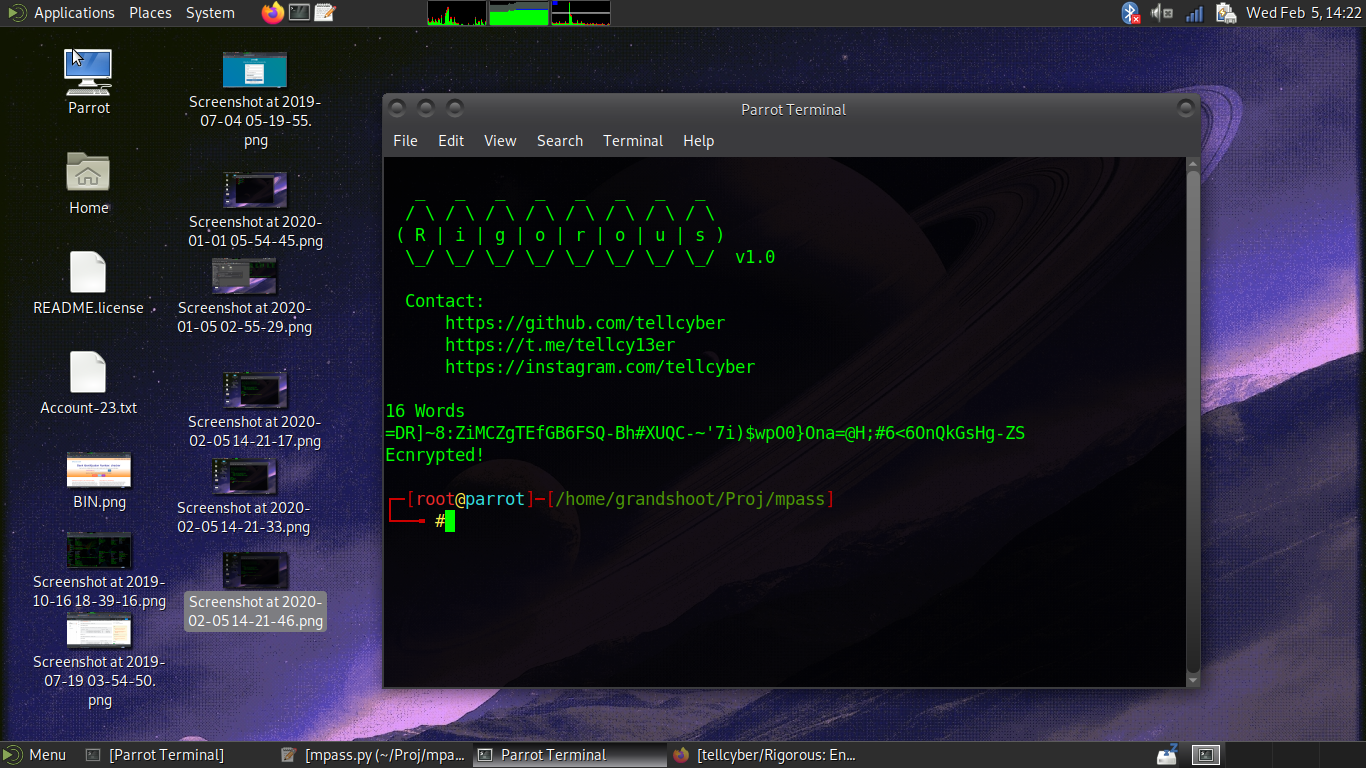 Applications Places System
Wed Feb 5, 14:22
Parrot
Home
README.license
Account-23.txt
BIN.png
Screenshot at 2019-
10-16 18-39-16.png
Screenshot at 2019-
07-19 03-54-50.
png
Screenshot at 2019-
07-04 05-19-55.
png
Screenshot at 2020-
01-01 05-54-45.png
Screenshot at 2020-
01-05 02-55-29.png
Screenshot at 2020-
02-05 14-21-17.png
Screenshot at 2020-
02-05 14-21-33.png
Screenshot at 2020-
02-05 14-21-46.png
Parrot Terminal
File Edit View Search Terminal Help
( R | i | g | o | r | o | u | s )
v1.0
Contact:
https://github.com/tellcyber
https://t.me/tellcy13er
https://instagram.com/tellcyber
16 Words
=DR]~8:ZiMCZgTEfGB6FSQ-Bh#XUQC-~'7i)$wpO0}Ona=@H;#6<6OnQkGsHg-ZS
Ecnrypted!
[root@parrot]─[/home/grandshoot/Proj/mpass]
#
Menu [Parrot Terminal] [mpass.py (~/Proj/mpa... Parrot Terminal [tellcyber/Rigorous: En...